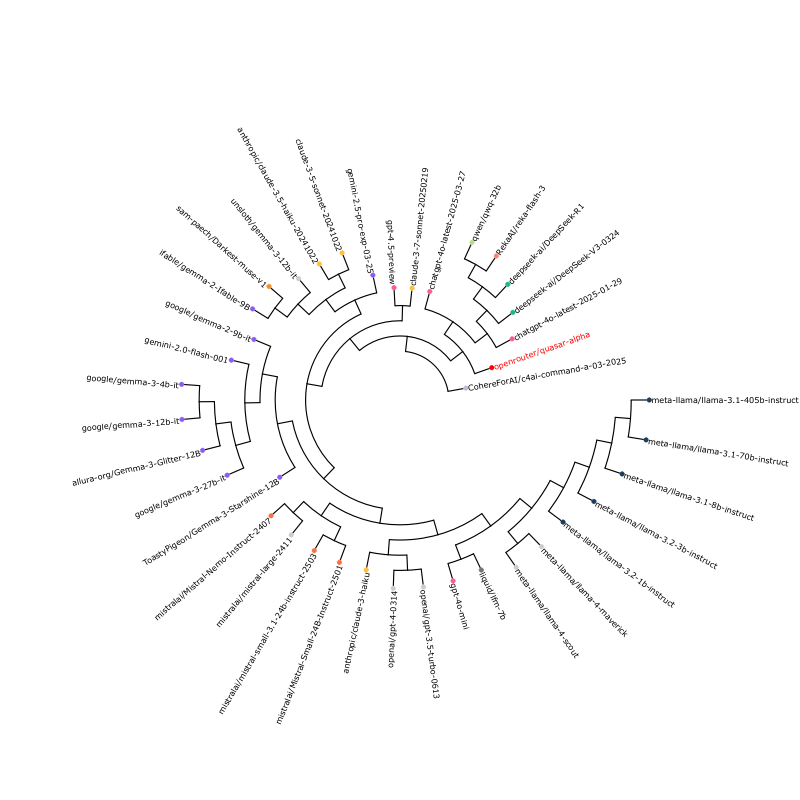 anthropic/claude-3.5-haiku-20241022
claude-3-5-sonnet-20241022
gemini-2.5-pro-exp-03-25
gpt-4.5-preview
claude-3-7-sonnet-20250219
chatgpt-4o-latest-2025-03-27
qwen/qwq-32b
RekaAI/reka-flash-3
deepseek-ai/DeepSeek-R1
deepseek-ai/DeepSeek-V3-0324
chatgpt-4o-latest-2025-01-29
openrouter/quasar-alpha
CohereForAI/c4ai-command-a-03-2025
meta-llama/llama-3.1-405b-instruct
meta-llama/llama-3.1-70b-instruct
meta-llama/llama-3.1-8b-instruct
meta-llama/llama-3.2-3b-instruct
meta-llama/llama-3.2-1b-instruct
meta-llama/llama-4-maverick
meta-llama/llama-4-scout
liquid/lfm-7b
gpt-4o-mini
openai/gpt-3.5-turbo-0613
openai/gpt-4-0314
anthropic/claude-3-haiku
mistralai/Mistral-Small-24B-Instruct-2501
mistralai/mistral-small-3.1-24b-instruct-2503
mistralai/mistral-large-2411
mistralai/Mistral-Nemo-Instruct-2407
ToastyPigeon/Gemma-3-Starshine-12B
google/gemma-3-27b-it
allura-org/Gemma-3-Glitter-12B
google/gemma-3-12b-it
google/gemma-3-4b-it
gemini-2.0-flash-001
google/gemma-2-9b-it
ifable/gemma-2-Ifable-9B
sam-paech/Darkest-muse-v1
unsloth/gemma-3-12b-it